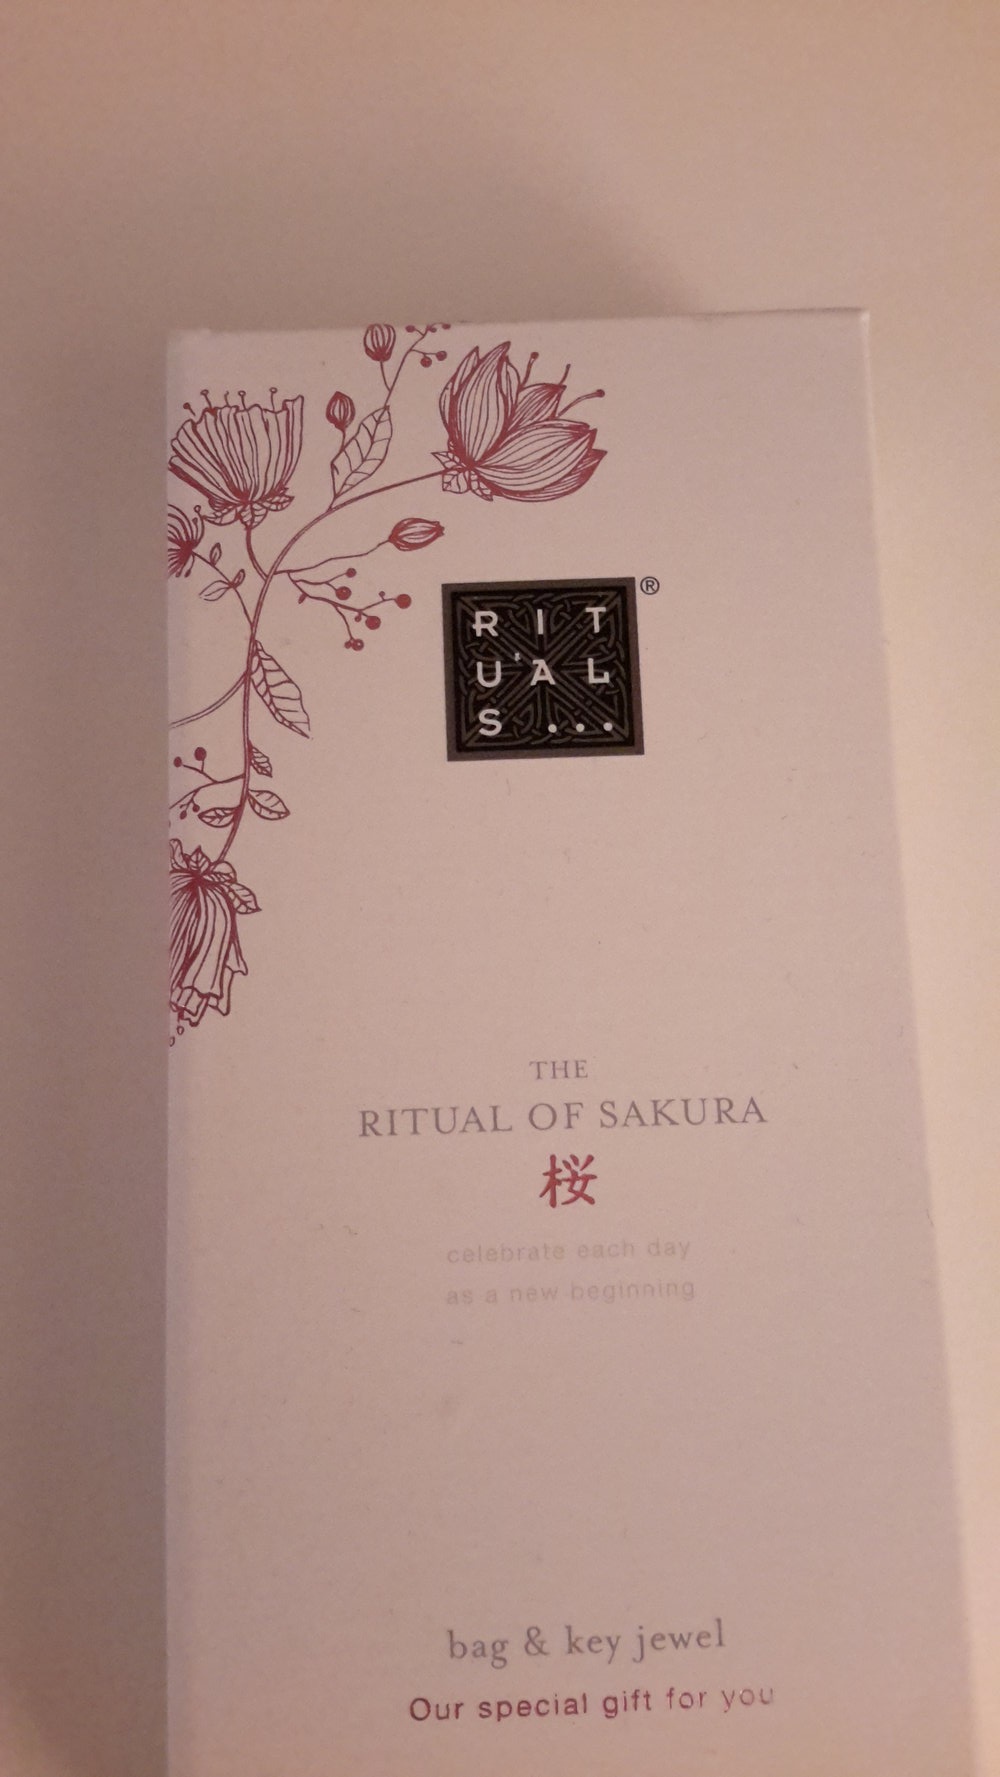 RIT
U'AL
S...
®
THE
RITUAL OF SAKURA
桜
celebrate each day
as a new beginning
bag & key jewel
Our special gift for you